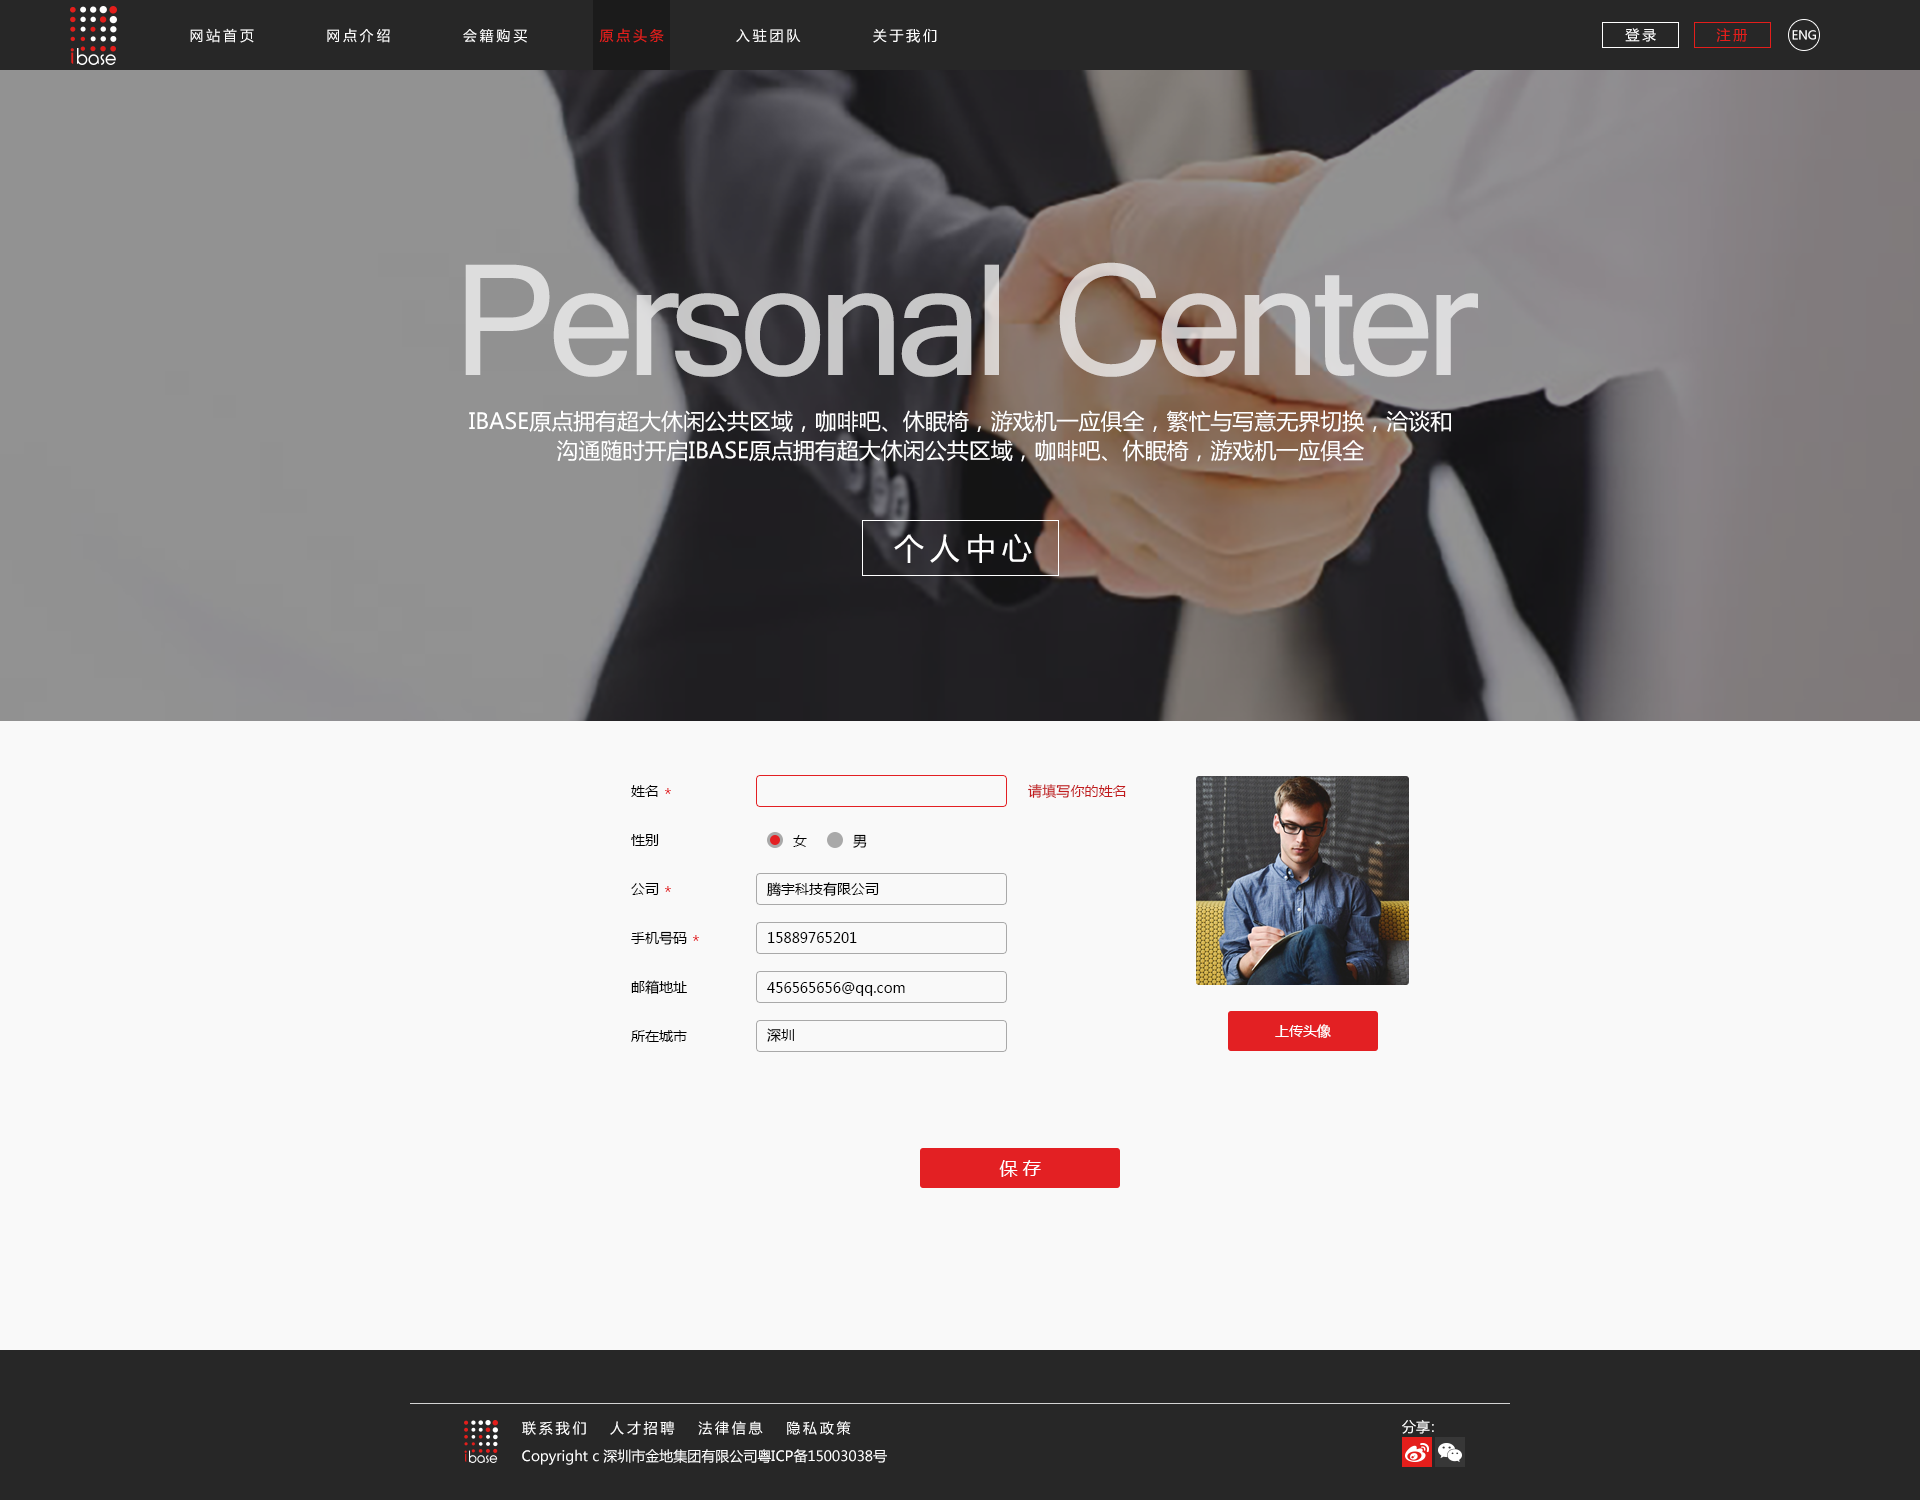 ibase
网站首页 网点介绍 会籍购买 原点头条 入驻团队 关于我们 登录 注册 ENG
Personal Center
IBASE原点拥有超大休闲公共区域，咖啡吧、休眠椅，游戏机一应俱全，繁忙与写意无界切换，洽谈和
沟通随时开启IBASE原点拥有超大休闲公共区域，咖啡吧、休眠椅，游戏机一应俱全
个人中心
姓名 * 请填写你的姓名
性别 女 男
公司 * 腾宇科技有限公司
手机号码 * 15889765201
邮箱地址 456565656@qq.com
所在城市 深圳
上传头像
保存
联系我们 人才招聘 法律信息 隐私政策
ibase
Copyright c 深圳市金地集团有限公司粤ICP备15003038号
分享: